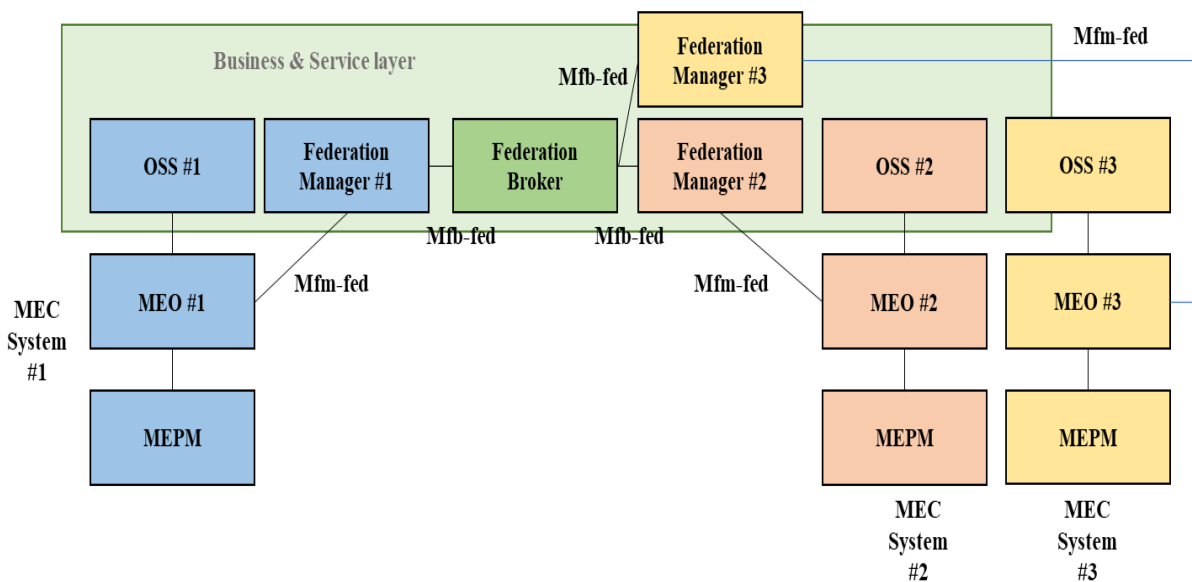 Business & Service layer
Mfb-fed
Federation
Manager #3
Mfm-fed
OSS #1
Federation
Manager #1
Federation
Broker
Federation
Manager #2
OSS #2
OSS #3
Mfb-fed
Mfb-fed
Mfm-fed
Mfm-fed
MEC
System
#1
MEO #1
MEO #2
MEO #3
MEPM
MEPM
MEPM
MEC
System
#2
MEC
System
#3